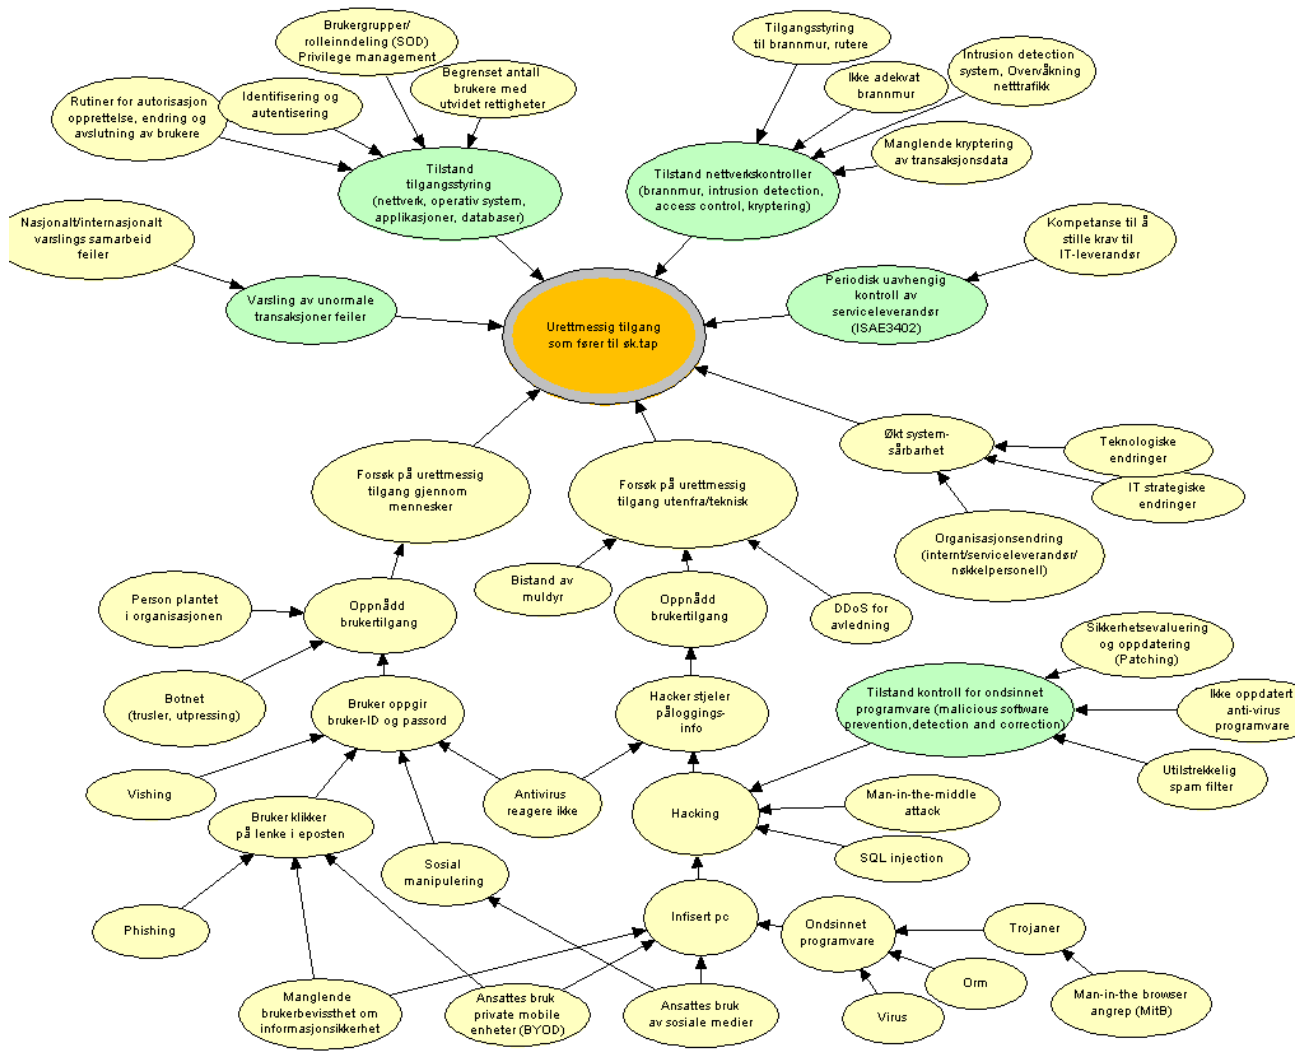 Brukergrupper/
rolleinndeling (SOD)
Privilege management
Tilgangsstyring
til brannmur, rutere
Intrusion detection
system, Overvåkning
netttrafikk
Begrenset antall
brukere med
utvidet rettigheter
Ikke adekvat
brannmur
Rutiner for autorisasjon
opprettelse, endring og
avslutning av brukere
Identifisering og
autentisering
Manglende kryptering
av transaksjonsdata
Tilstand
tilgangsstyring
(nettverk, operativ system,
applikasjoner, databaser)
Tilstand nettverkskontroller
(brannmur, intrusion detection,
access control, kryptering)
Nasjonalt/internasjonalt
varslings samarbeid
feiler
Kompetanse til å
stille krav til
IT-leverandør
Varsling av unormale
transaksjoner feiler
Periodisk uavhengig
kontroll av
serviceleverandør
(ISAE3402)
Urettmessig tilgang
som fører til øk.tap
Økt system-
sårbarhet
Teknologiske
endringer
IT strategiske
endringer
Forsøk på urettmessig
tilgang gjennom
mennesker
Forsøk på urettmessig
tilgang utenfra/teknisk
Organisasjonsendring
(internt/serviceleverandør/
nøkkelpersonell)
Bistand av
muldyr
Person plantet
i organisasjonen
Oppnådd
brukertilgang
Oppnådd
brukertilgang
DDoS for
avledning
Sikkerhetsevaluering
og oppdatering
(Patching)
Botnet
(trusler, utpressing)
Bruker oppgir
bruker-ID og passord
Hacker stjeler
påloggings-
info
Tilstand kontroll for ondsinnet
programvare (malicious software
prevention,detection and correction)
Ikke oppdatert
anti-virus
programvare
Vishing
Antivirus
reagere ikke
Utilstrekkelig
spam filter
Man-in-the-middle
attack
Bruker klikker
på lenke i eposten
Hacking
SQL injection
Sosial
manipulering
Phishing
Infisert pc
Ondsinnet
programvare
Trojaner
Orm
Manglende
brukerbevissthet om
informasjonsikkerhet
Ansattes bruk
private mobile
enheter (BYOD)
Ansattes bruk
av sosiale medier
Virus
Man-in-the browser
angrep (MitB)